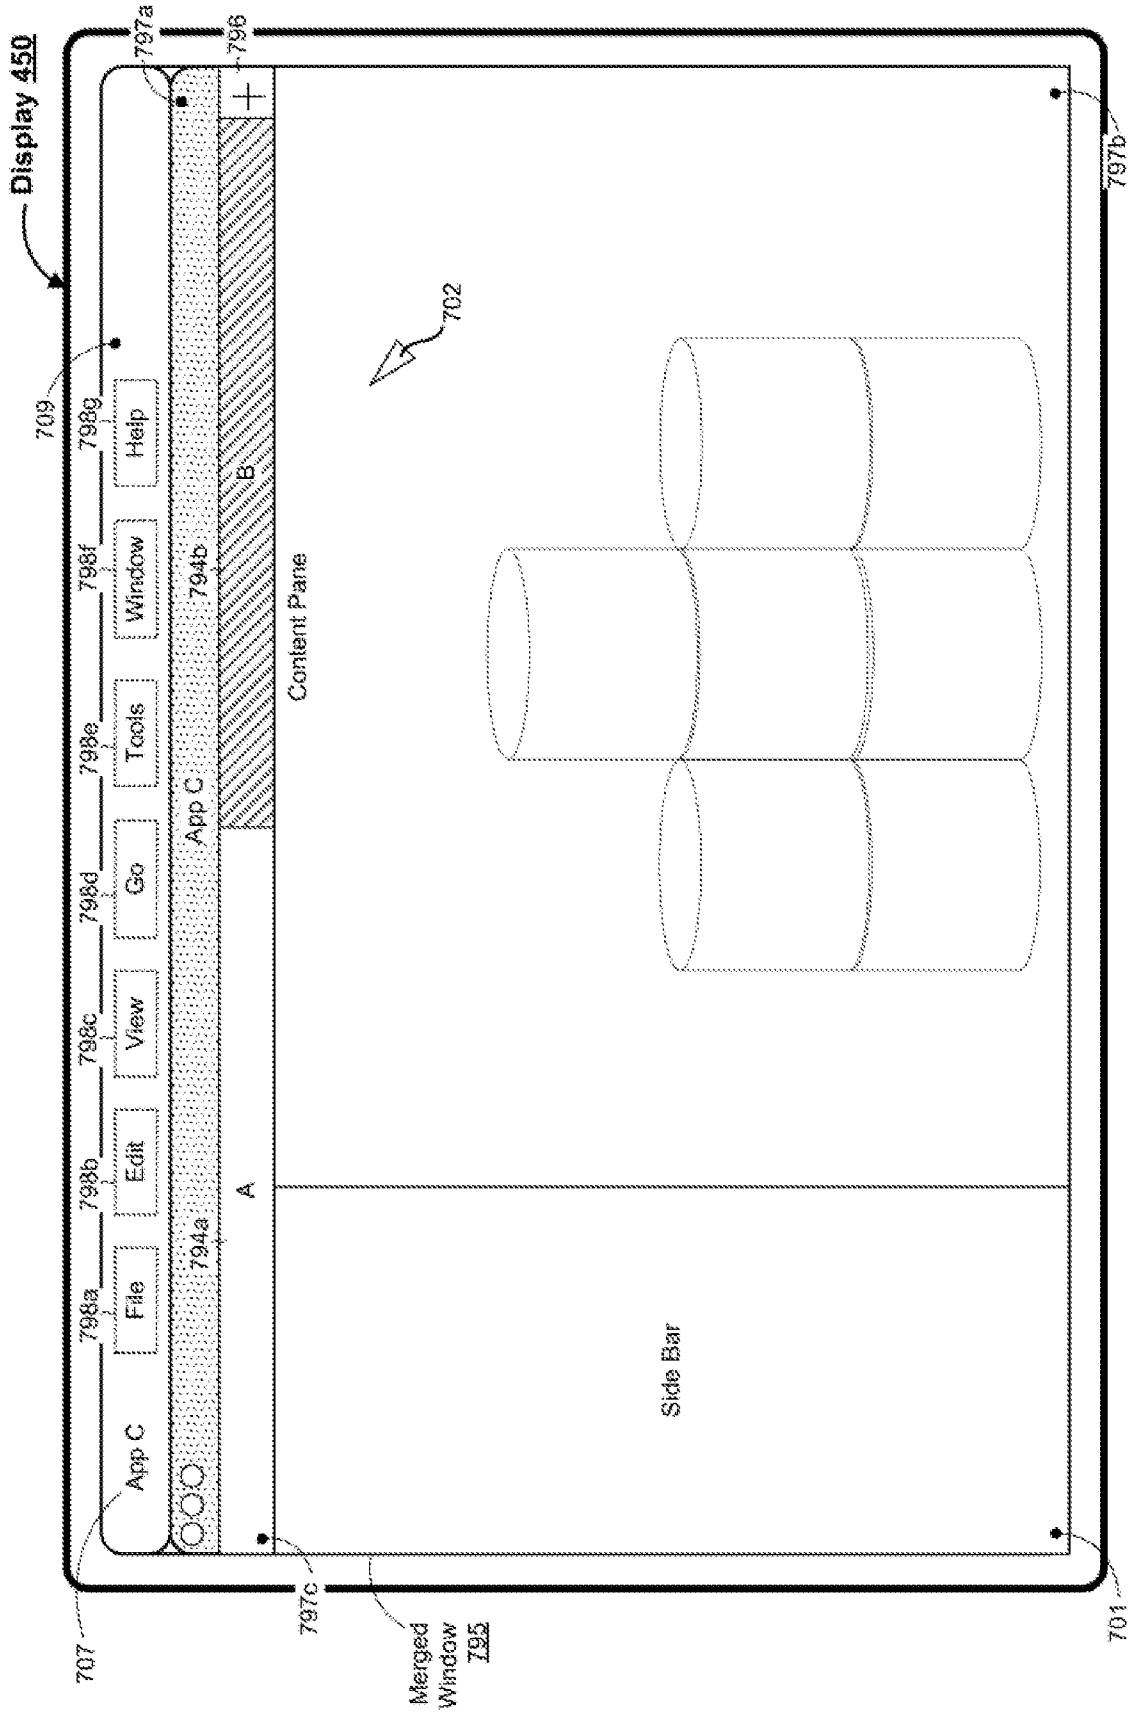 Display 450
709
797a
796
798a
798b
798c
798d
798e
798f
798g
707
App C
File
Edit
View
Go
Tools
Window
Help
App C
794a
794b
A
B
+
797c
Content Pane
702
Merged
Window
795
Side Bar
701
797b